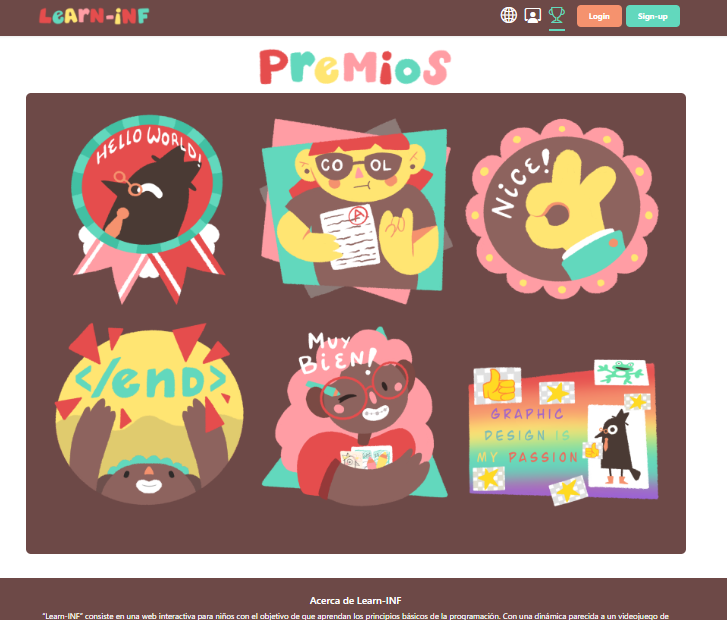 LEARN-INF
Login
Sign-up
PREMIOS
HELLO WORLD!
COOL
A
NICE!
</END>
MUY
BIEN!
GRAPHIC
DESIGN IS
MY PASSION
Acerca de Learn-INF
"Learn-INF" consiste en una web interactiva para niños con el objetivo de que aprendan los principios básicos de la programación. Con una dinámica parecida a un videojuego de